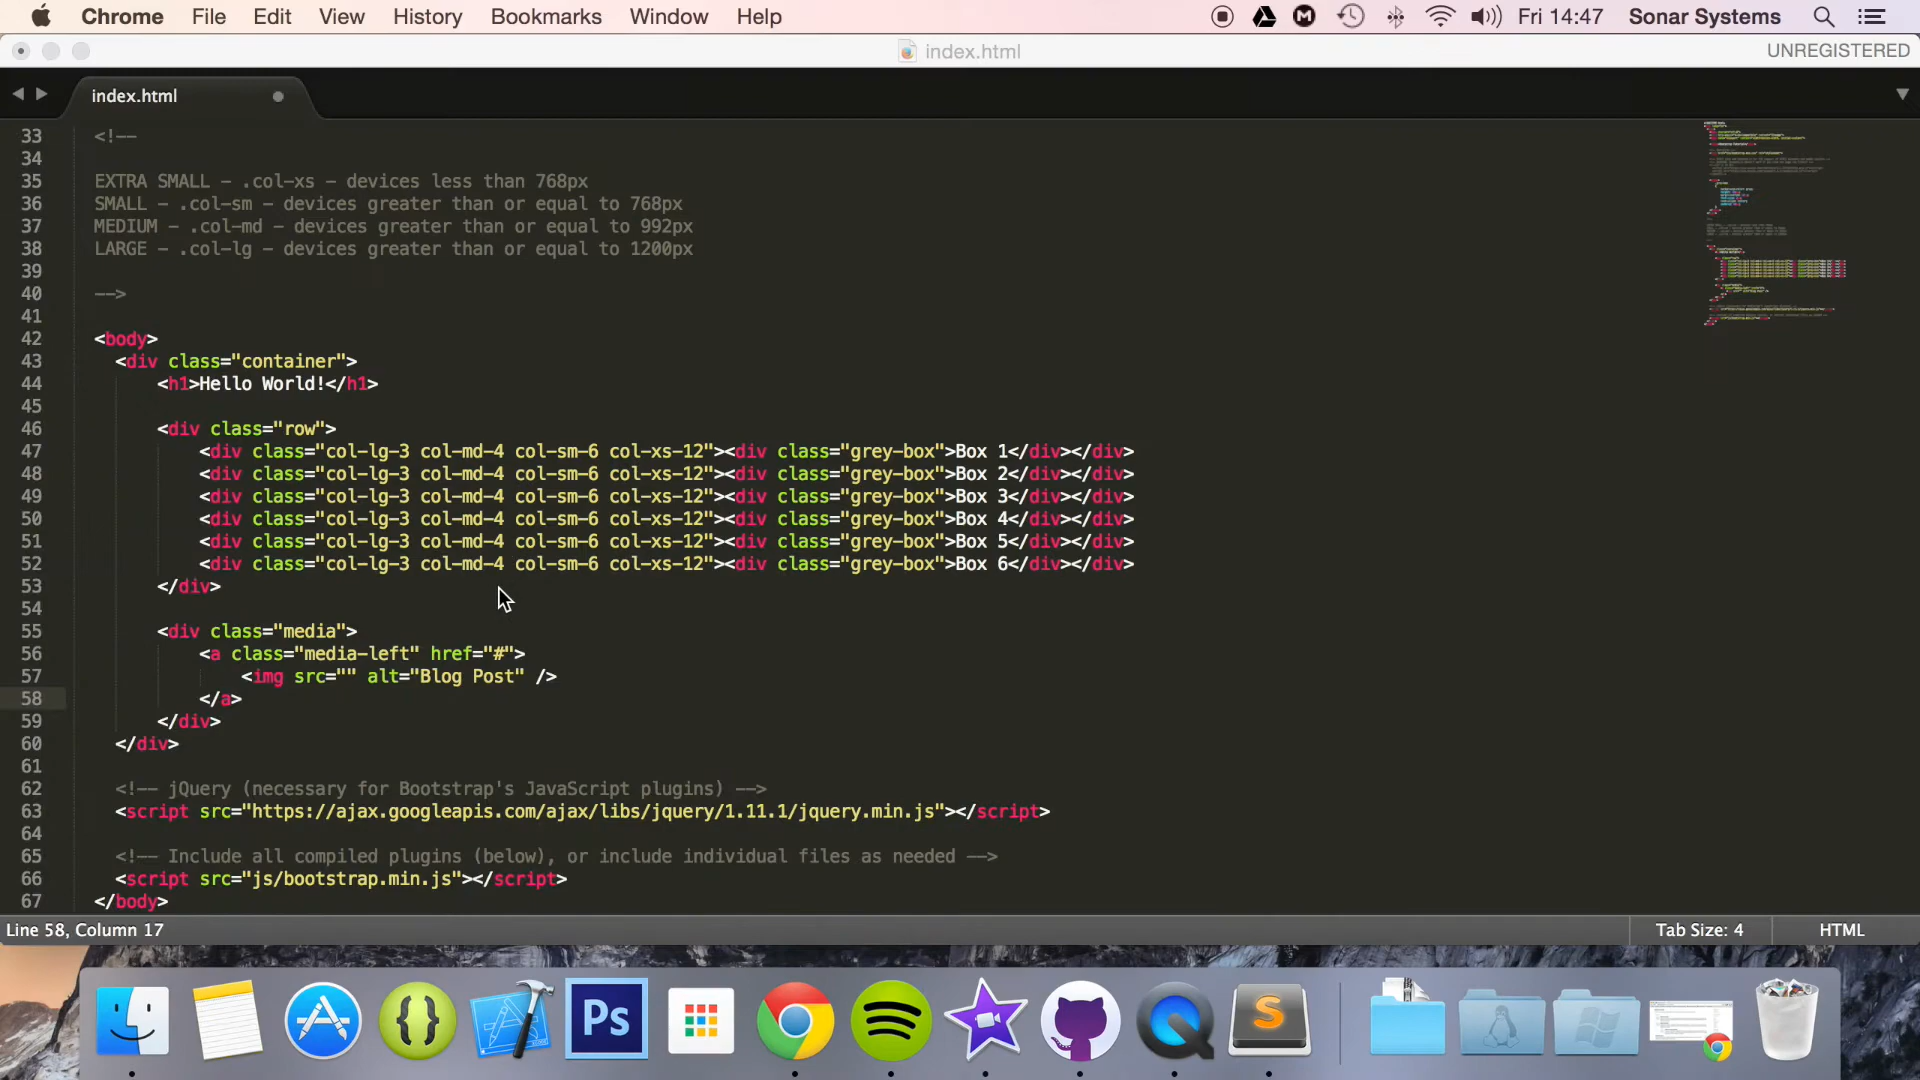 Chrome File Edit View History Bookmarks Window Help Fri 14:47 Sonar Systems
index.html UNREGISTERED
index.html
33 <!--
34
35 EXTRA SMALL - .col-xs - devices less than 768px
36 SMALL - .col-sm - devices greater than or equal to 768px
37 MEDIUM - .col-md - devices greater than or equal to 992px
38 LARGE - .col-lg - devices greater than or equal to 1200px
39
40 -->
41
42 <body>
43 <div class="container">
44 <h1>Hello World!</h1>
45
46 <div class="row">
47 <div class="col-lg-3 col-md-4 col-sm-6 col-xs-12"><div class="grey-box">Box 1</div></div>
48 <div class="col-lg-3 col-md-4 col-sm-6 col-xs-12"><div class="grey-box">Box 2</div></div>
49 <div class="col-lg-3 col-md-4 col-sm-6 col-xs-12"><div class="grey-box">Box 3</div></div>
50 <div class="col-lg-3 col-md-4 col-sm-6 col-xs-12"><div class="grey-box">Box 4</div></div>
51 <div class="col-lg-3 col-md-4 col-sm-6 col-xs-12"><div class="grey-box">Box 5</div></div>
52 <div class="col-lg-3 col-md-4 col-sm-6 col-xs-12"><div class="grey-box">Box 6</div></div>
53 </div>
54
55 <div class="media">
56 <a class="media-left" href="#">
57 <img src="" alt="Blog Post" />
58 </a>
59 </div>
60 </div>
61
62 <!-- jQuery (necessary for Bootstrap's JavaScript plugins) -->
63 <script src="https://ajax.googleapis.com/ajax/libs/jquery/1.11.1/jquery.min.js"></script>
64
65 <!-- Include all compiled plugins (below), or include individual files as needed -->
66 <script src="js/bootstrap.min.js"></script>
67 </body>
Line 58, Column 17 Tab Size: 4 HTML
Ps